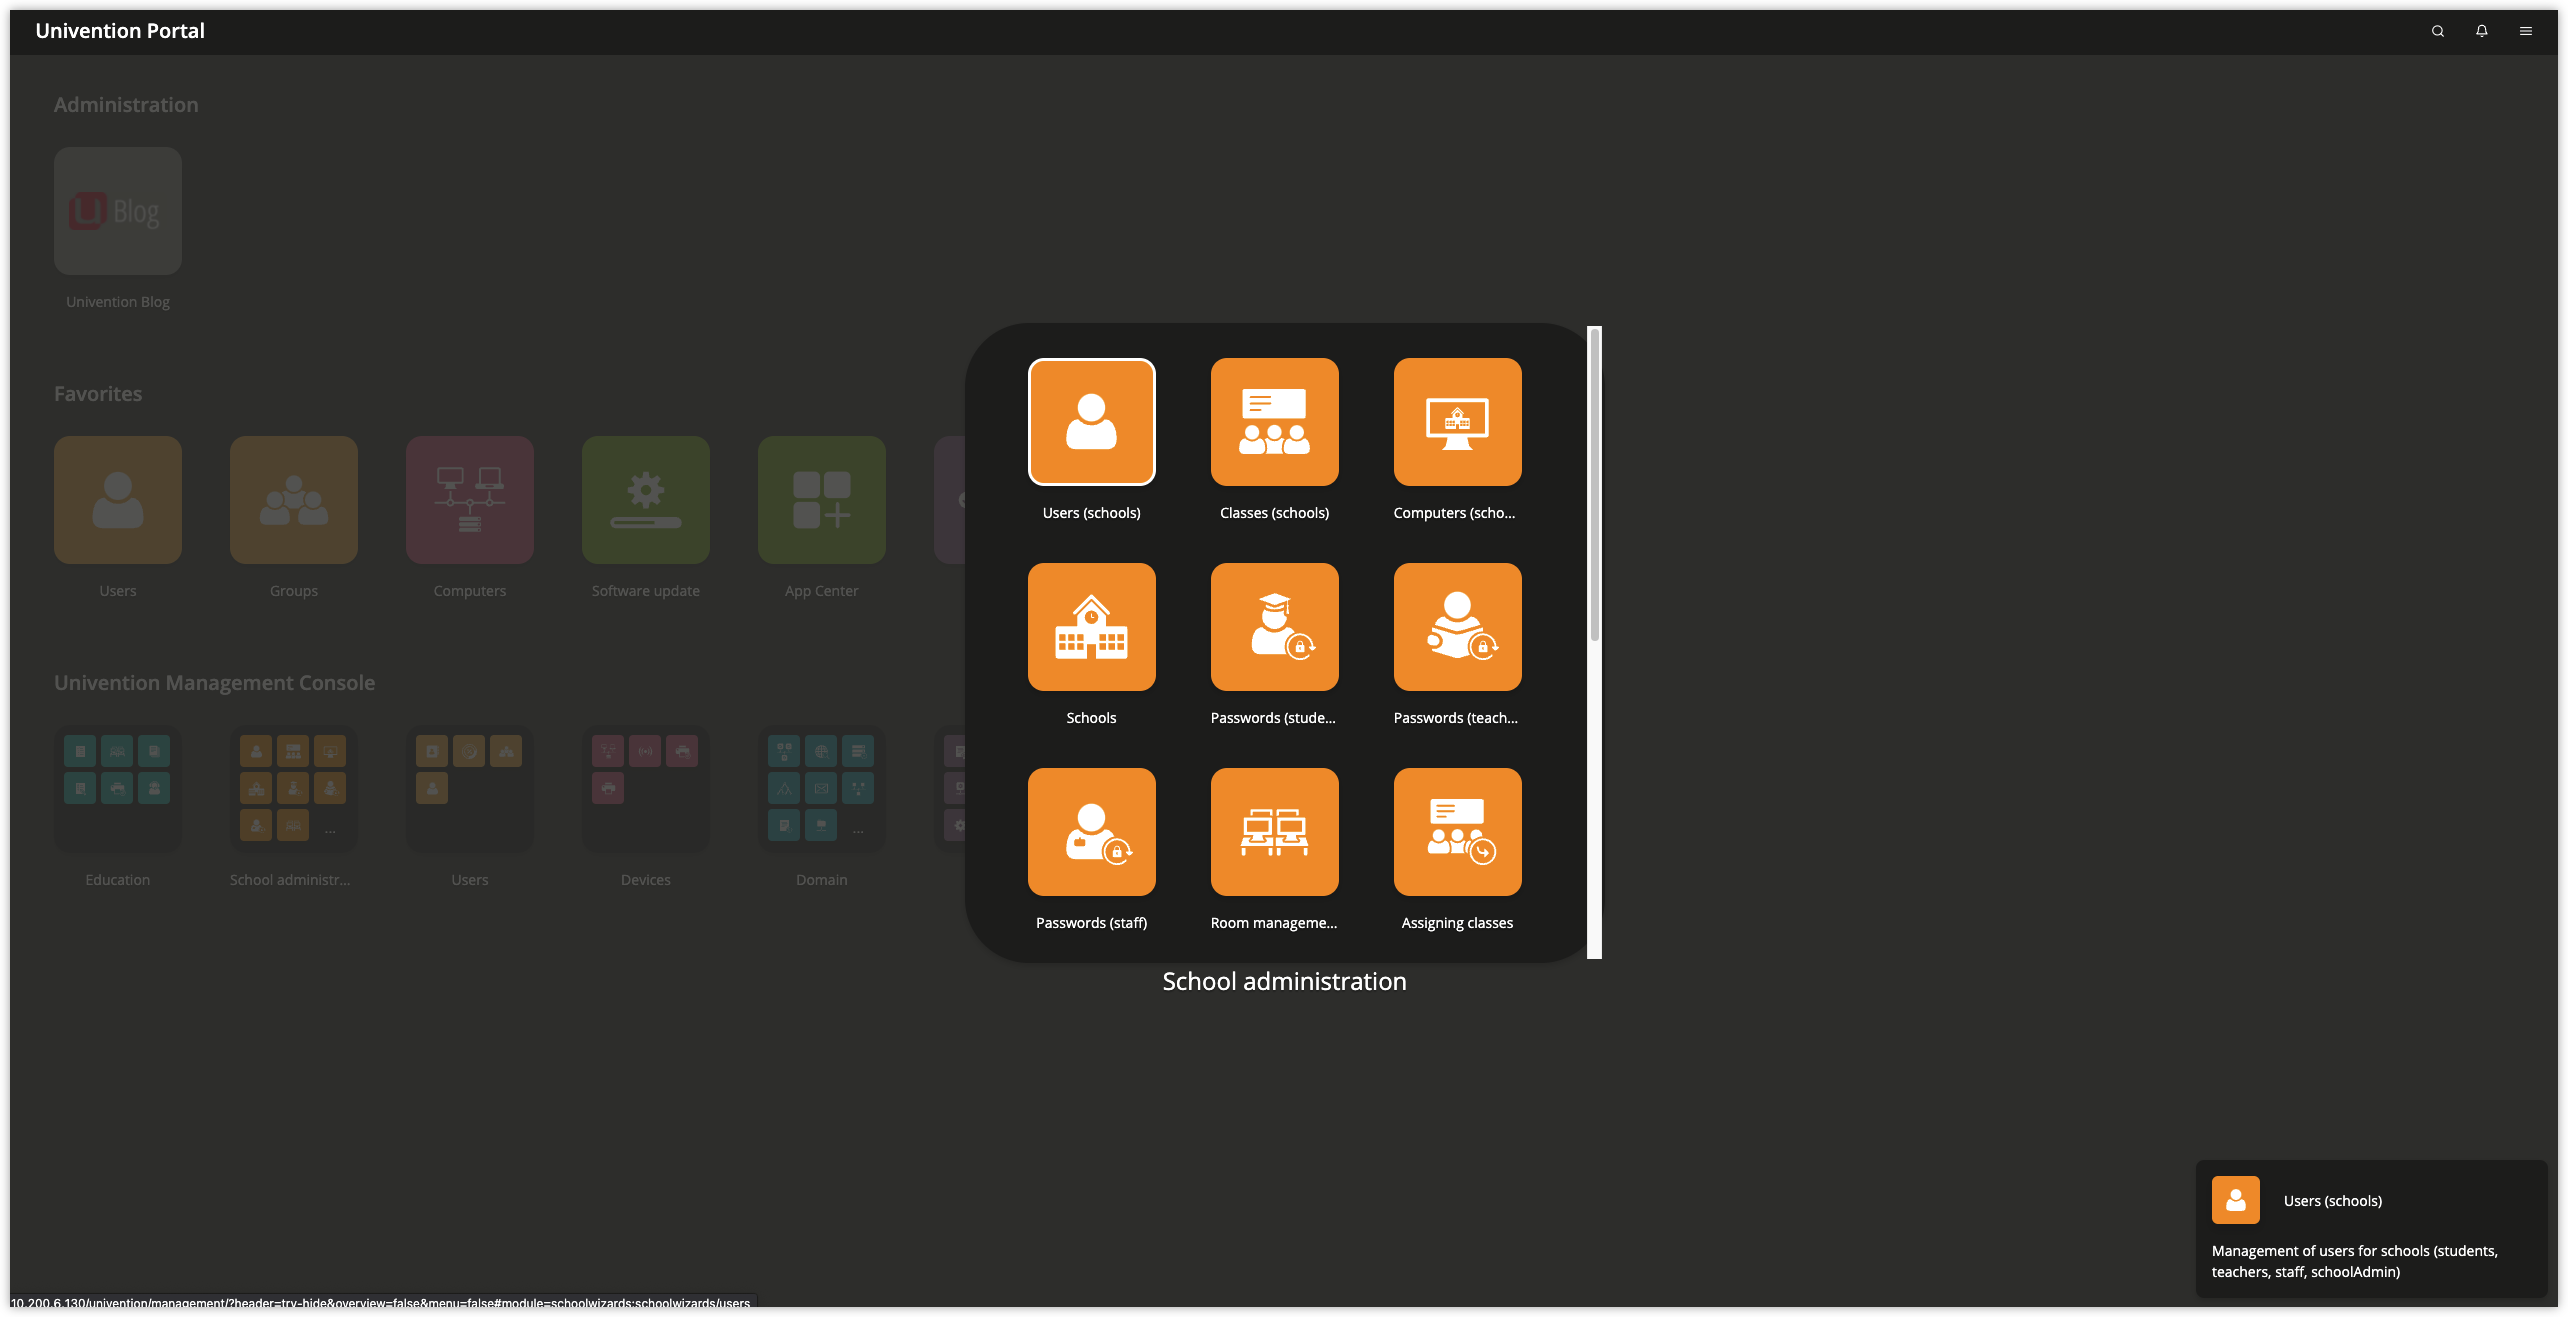 Univention Portal
Administration
Blog
Univention Blog
Favorites
Users
Groups
Computers
Software update
App Center
Univention Management Console
...
...
Education
School administr...
Users
Devices
Domain
Users (schools)
Classes (schools)
Computers (scho...
Schools
Passwords (stude...
Passwords (teach...
Passwords (staff)
Room manageme...
Assigning classes
School administration
Users (schools)
Management of users for schools (students,
teachers, staff, schoolAdmin)
10.200.6.130/univention/management/?header=try-hide&overview=false&menu=false#module=schoolwizards:schoolwizards/users